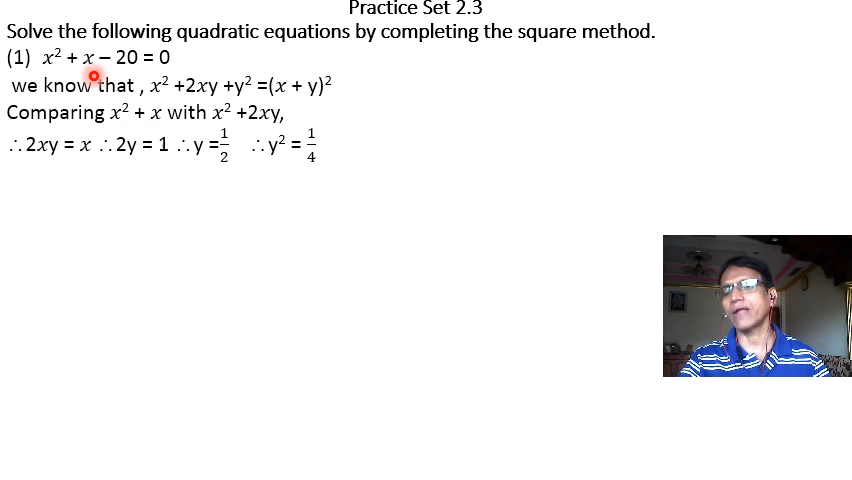 Practice Set 2.3
Solve the following quadratic equations by completing the square method.
(1) x² + x – 20 = 0
we know that , x² +2xy +y² =(x + y)²
Comparing x² + x with x² +2xy,
∴2xy = x ∴2y = 1 ∴y =1/2 ∴y² = 1/4